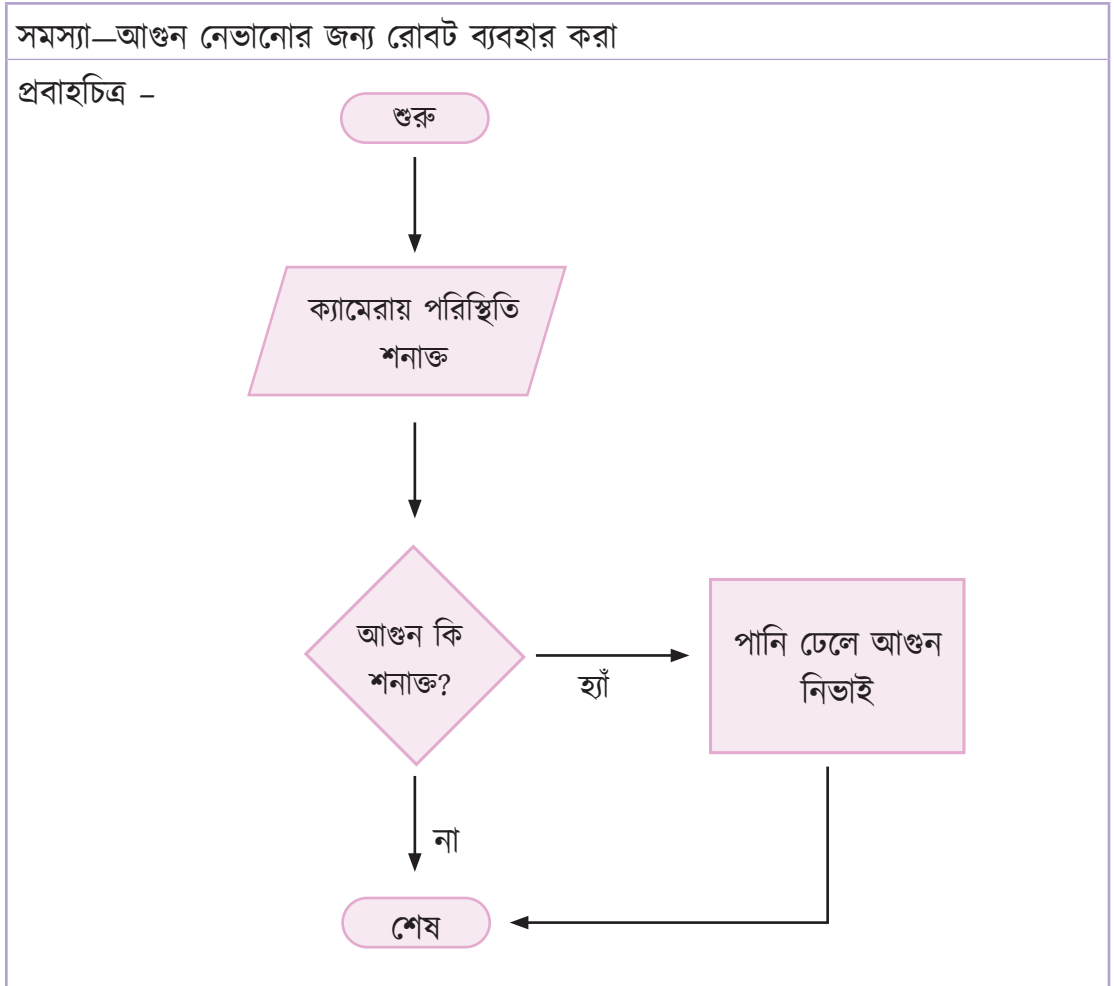 সমস্যা—আগুন নেভানোর জন্য রোবট ব্যবহার করা
প্রবাহচিত্র –
শুরু
ক্যামেরায় পরিস্থিতি
শনাক্ত
আগুন কি
শনাক্ত?
হ্যাঁ
পানি ঢেলে আগুন
নিভাই
না
শেষ